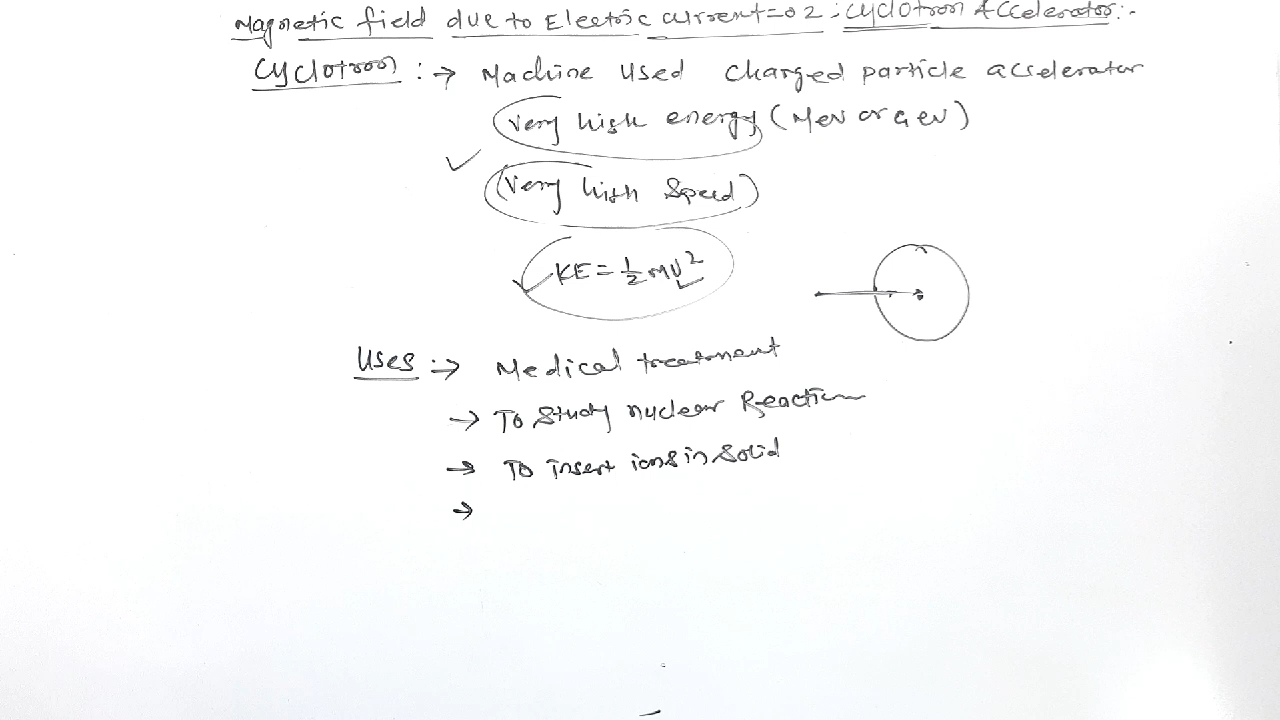 Magnetic field due to Electric current=02: Cyclotron Accelerator:-
Cyclotron :→ Machine Used Charged particle accelerator
(Very high energy (MeV or GeV)
(Very high Speed)
KE = 1/2 MV²
Uses :→ Medical treatment
→ To Study nuclear Reaction
→ To insert ions in Solid
→